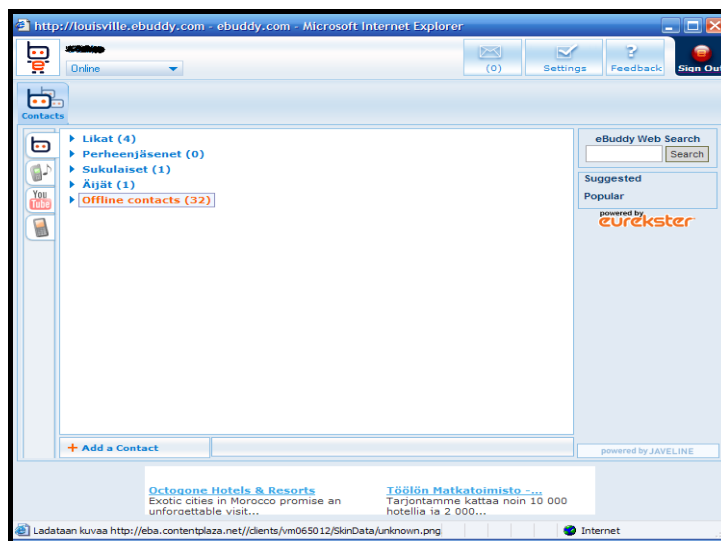 http://louisville.ebuddy.com - ebuddy.com - Microsoft Internet Explorer
Online
(0)
Settings
Feedback
Sign Out
Contacts
Likat (4)
Perheenjäsenet (0)
Sukulaiset (1)
Äijät (1)
Offline contacts (32)
You
Tube
eBuddy Web Search
Search
Suggested
Popular
powered by
eurekster
+ Add a Contact
powered by JAVELINE
Octogone Hotels & Resorts
Exotic cities in Morocco promise an
unforgettable visit...
Töölön Matkatoimisto -...
Tarjontamme kattaa noin 10 000
hotellia ja 2 000...
Ladataan kuvaa http://eba.contentplaza.net//clients/vm065012/SkinData/unknown.png
Internet